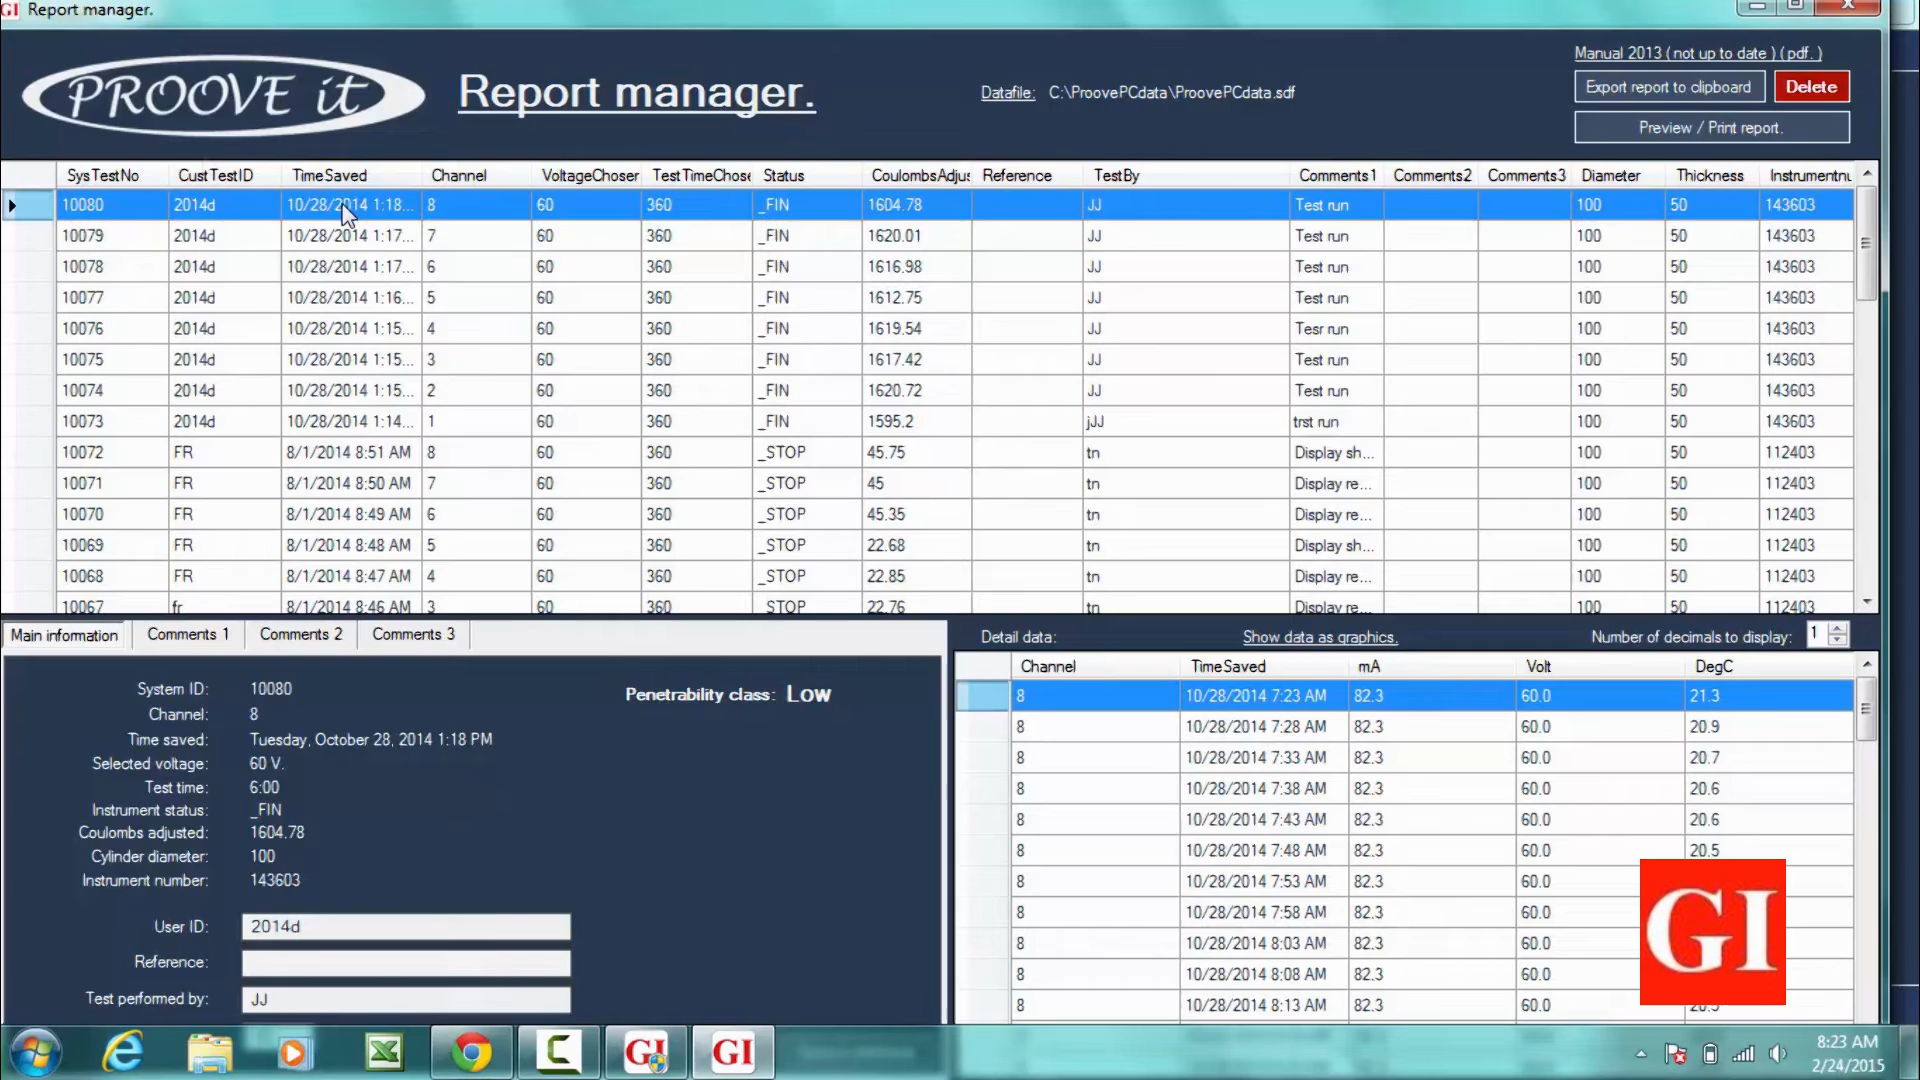 GI Report manager.
PROOVE it
Report manager.
Datafile: C:\ProovePCdata\ProovePCdata.sdf
Manual 2013 ( not up to date ) ( pdf. )
Export report to clipboard Delete
Preview / Print report.
SysTestNo CustTestID TimeSaved Channel VoltageChoser TestTimeChose Status CoulombsAdjus Reference TestBy Comments1 Comments2 Comments3 Diameter Thickness Instrumentnu
10080 2014d 10/28/2014 1:18... 8 60 360 _FIN 1604.78 JJ Test run 100 50 143603
10079 2014d 10/28/2014 1:17... 7 60 360 _FIN 1620.01 JJ Test run 100 50 143603
10078 2014d 10/28/2014 1:17... 6 60 360 _FIN 1616.98 JJ Test run 100 50 143603
10077 2014d 10/28/2014 1:16... 5 60 360 _FIN 1612.75 JJ Test run 100 50 143603
10076 2014d 10/28/2014 1:15... 4 60 360 _FIN 1619.54 JJ Tesr run 100 50 143603
10075 2014d 10/28/2014 1:15... 3 60 360 _FIN 1617.42 JJ Test run 100 50 143603
10074 2014d 10/28/2014 1:15... 2 60 360 _FIN 1620.72 JJ Test run 100 50 143603
10073 2014d 10/28/2014 1:14... 1 60 360 _FIN 1595.2 jJJ trst run 100 50 143603
10072 FR 8/1/2014 8:51 AM 8 60 360 _STOP 45.75 tn Display sh... 100 50 112403
10071 FR 8/1/2014 8:50 AM 7 60 360 _STOP 45 tn Display re... 100 50 112403
10070 FR 8/1/2014 8:49 AM 6 60 360 _STOP 45.35 tn Display re... 100 50 112403
10069 FR 8/1/2014 8:48 AM 5 60 360 _STOP 22.68 tn Display sh... 100 50 112403
10068 FR 8/1/2014 8:47 AM 4 60 360 _STOP 22.85 tn Display re... 100 50 112403
10067 fr 8/1/2014 8:46 AM 3 60 360 STOP 22.76 tn Display re... 100 50 112403
Main information Comments 1 Comments 2 Comments 3
System ID: 10080
Penetrability class: Low
Channel: 8
Time saved: Tuesday, October 28, 2014 1:18 PM
Selected voltage: 60 V.
Test time: 6:00
Instrument status: _FIN
Coulombs adjusted: 1604.78
Cylinder diameter: 100
Instrument number: 143603
User ID: 2014d
Reference:
Test performed by: JJ
Detail data: Show data as graphics. Number of decimals to display: 1
Channel TimeSaved mA Volt DegC
8 10/28/2014 7:23 AM 82.3 60.0 21.3
8 10/28/2014 7:28 AM 82.3 60.0 20.9
8 10/28/2014 7:33 AM 82.3 60.0 20.7
8 10/28/2014 7:38 AM 82.3 60.0 20.6
8 10/28/2014 7:43 AM 82.3 60.0 20.6
8 10/28/2014 7:48 AM 82.3 60.0 20.5
8 10/28/2014 7:53 AM 82.3 60.0
8 10/28/2014 7:58 AM 82.3 60.0
8 10/28/2014 8:03 AM 82.3 60.0
8 10/28/2014 8:08 AM 82.3 60.0
8 10/28/2014 8:13 AM 82.3 60.0
GI
GI GI
8:23 AM
2/24/2015